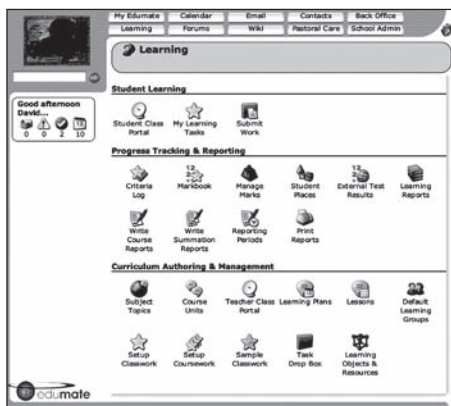 My Edumate Calendar Email Contacts Back Office
Learning Forums Wiki Pastoral Care School Admin
Learning
Good afternoon
David...
0 0 2 10
Student Learning
Student Class Portal
My Learning Tasks
Submit Work
Progress Tracking & Reporting
Criteria Log
Markbook
Manage Marks
Student Places
External Test Results
Learning Reports
Write Course Reports
Write Summation Reports
Reporting Periods
Print Reports
Curriculum Authoring & Management
Subject Topics
Course Units
Teacher Class Portal
Learning Plans
Lessons
Default Learning Groups
Setup Classwork
Setup Coursework
Sample Classwork
Task Drop Box
Learning Objects & Resources
edumate